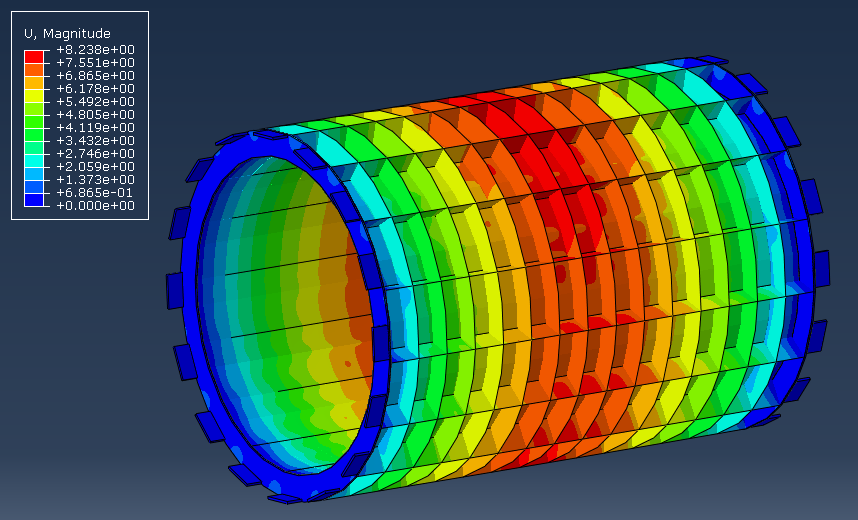 U, Magnitude
+8.238e+00
+7.551e+00
+6.865e+00
+6.178e+00
+5.492e+00
+4.805e+00
+4.119e+00
+3.432e+00
+2.746e+00
+2.059e+00
+1.373e+00
+6.865e-01
+0.000e+00